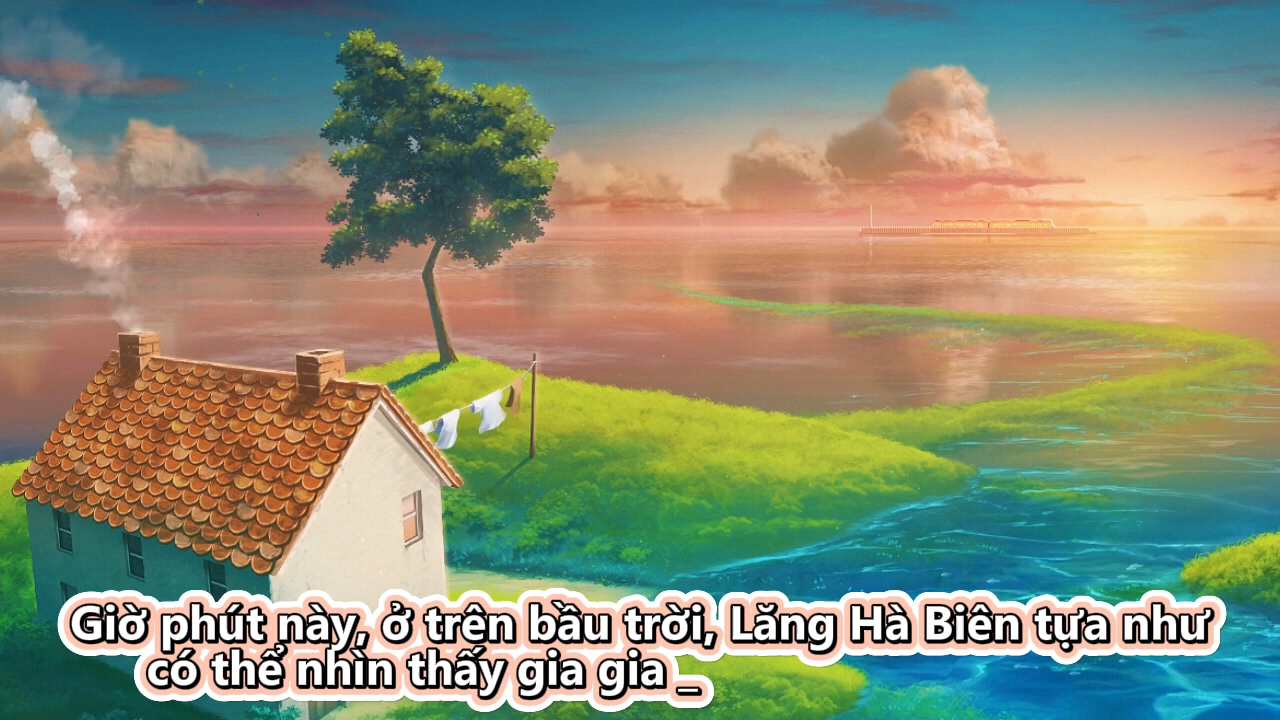 Giờ phút này, ở trên bầu trời, Lăng Hà Biên tựa như
có thể nhìn thấy gia gia _